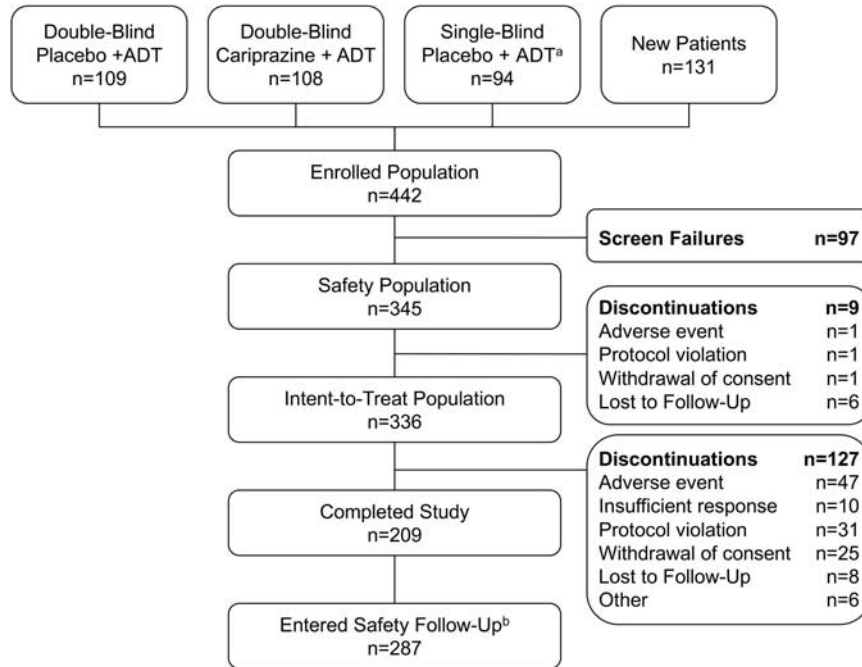 Double-Blind
Placebo +ADT
n=109
Double-Blind
Cariprazine + ADT
n=108
Single-Blind
Placebo + ADTᵃ
n=94
New Patients
n=131
Enrolled Population
n=442
Screen Failures n=97
Safety Population
n=345
Discontinuations n=9
Adverse event n=1
Protocol violation n=1
Withdrawal of consent n=1
Lost to Follow-Up n=6
Intent-to-Treat Population
n=336
Discontinuations n=127
Adverse event n=47
Insufficient response n=10
Protocol violation n=31
Withdrawal of consent n=25
Lost to Follow-Up n=8
Other n=6
Completed Study
n=209
Entered Safety Follow-Upᵇ
n=287